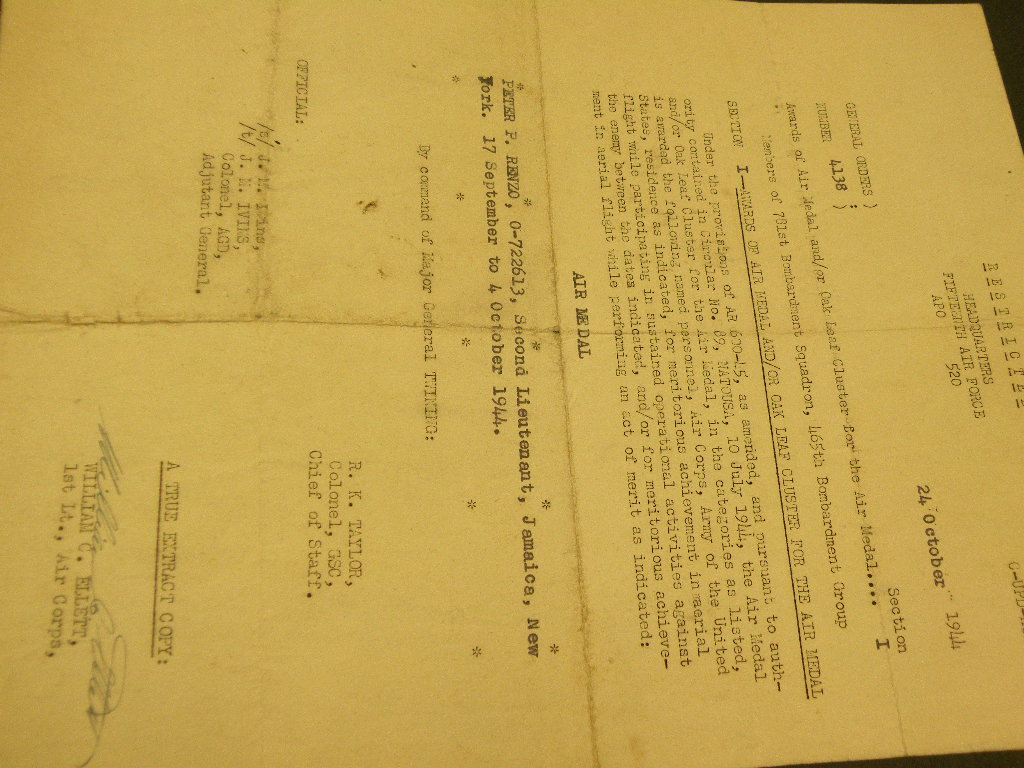 R E S T R I C T E
G-UPD
HEADQUARTERS
FIFTEENTH AIR FORCE
APO 520
24 October 1944
GENERAL ORDERS )
:
NUMBER 4138 )
Section
Awards of Air Medal and/or Oak Leaf Cluster for the Air Medal.... I
Members of 781st Bombardment Squadron, 465th Bombardment Group
SECTION I—AWARDS OF AIR MEDAL AND/OR OAK LEAF CLUSTER FOR THE AIR MEDAL
Under the provisions of AR 600-45, as amended, and pursuant to auth-
ority contained in Circular No. 89, NATOUSA, 10 July 1944, the Air Medal
and/or Oak Leaf Cluster for the Air Medal, in the categories as listed,
is awarded the following named personnel, Air Corps, Army of the United
States, residence as indicated, for meritorious achievement in aerial
flight while participating in sustained operational activities against
the enemy between the dates indicated, and/or for meritorious achieve-
ment in aerial flight while performing an act of merit as indicated:
AIR MEDAL
* * * * *
PETER P. RENZO, O-722613, Second Lieutenant, Jamaica, New
York. 17 September to 4 October 1944.
* * * * *
By command of Major General TWINING:
R. K. TAYLOR,
Colonel, GSC,
Chief of Staff.
OFFICIAL:
/s/ J. M. Ivins,
/t/ J. M. IVINS,
Colonel, AGD,
Adjutant General.
A TRUE EXTRACT COPY:
William C. Ellett
WILLIAM C. ELLETT,
1st Lt., Air Corps,